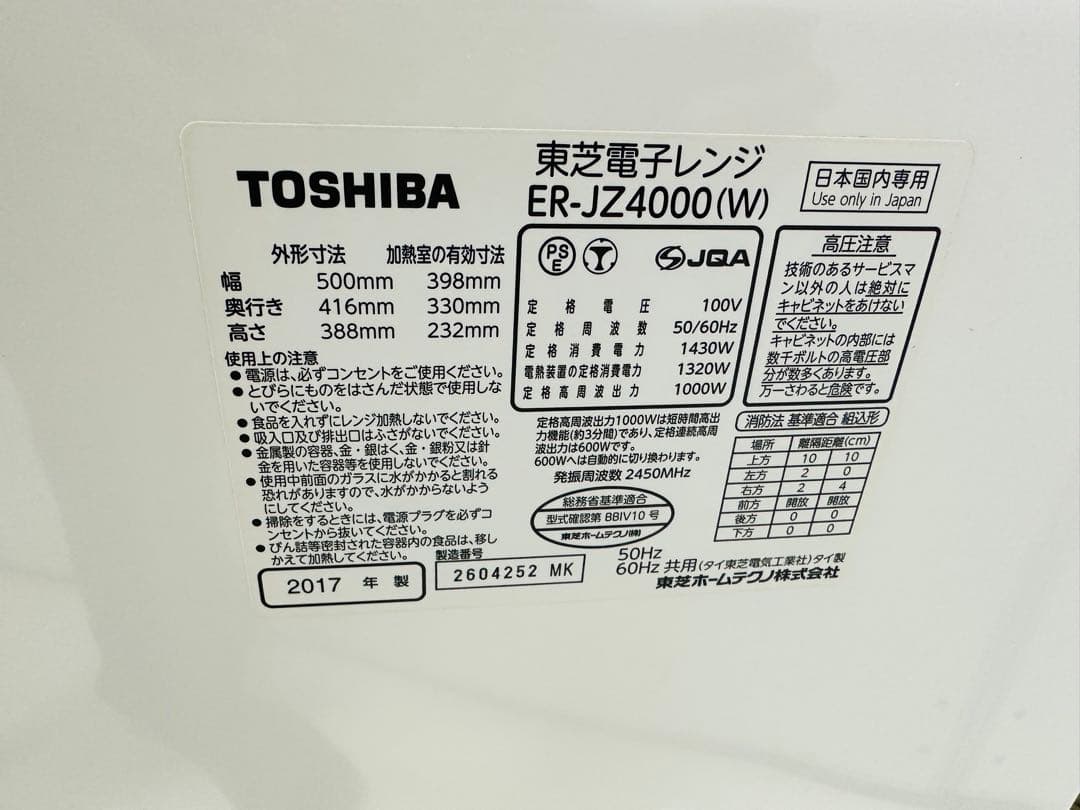 TOSHIBA
東芝電子レンジ
ER-JZ4000(W)
日本国内専用
Use only in Japan
外形寸法 加熱室の有効寸法
幅 500mm 398mm
奥行き 416mm 330mm
高さ 388mm 232mm
使用上の注意
●電源は、必ずコンセントをご使用ください。
●とびらにものをはさんだ状態で使用しな
いでください。
●食品を入れずにレンジ加熱しないでください。
●吸入口及び排出口はふさがないでください。
●金属製の容器、金・銀はく、金・銀粉又は針
金を用いた容器等を使用しないでください。
●使用中前面のガラスに水がかかると割れる
恐れがありますので、水がかからないよう
にしてください。
●掃除をするときには、電源プラグを必ずコ
ンセントから抜いてください。
●びん詰等密封された容器内の食品は、移し
かえて加熱してください。
2017 年 製
製造番号
2604252 MK
PS
E
JQA
定格電圧 100V
定格周波数 50/60Hz
定格消費電力 1430W
電熱装置の定格消費電力 1320W
定格高周波出力 1000W
定格高周波出力1000Wは短時間高出
力機能(約3分間)であり、定格連続高周
波出力は600Wです。
600Wへは自動的に切り換わります。
発振周波数 2450MHz
総務省基準適合
型式確認第 BBIV10 号
東芝ホームテクノ(株)
50Hz
60Hz 共用(タイ東芝電気工業社)タイ製
東芝ホームテクノ株式会社
高圧注意
技術のあるサービスマ
ン以外の人は絶対に
キャビネットをあけない
でください。
キャビネットの内部には
数千ボルトの高電圧部
分が数多くあります。
万一さわると危険です。
消防法 基準適合 組込形
場所 離隔距離(cm)
上方 10 10
左方 2 0
右方 2 4
前方 開放 開放
後方 0 0
下方 0 0